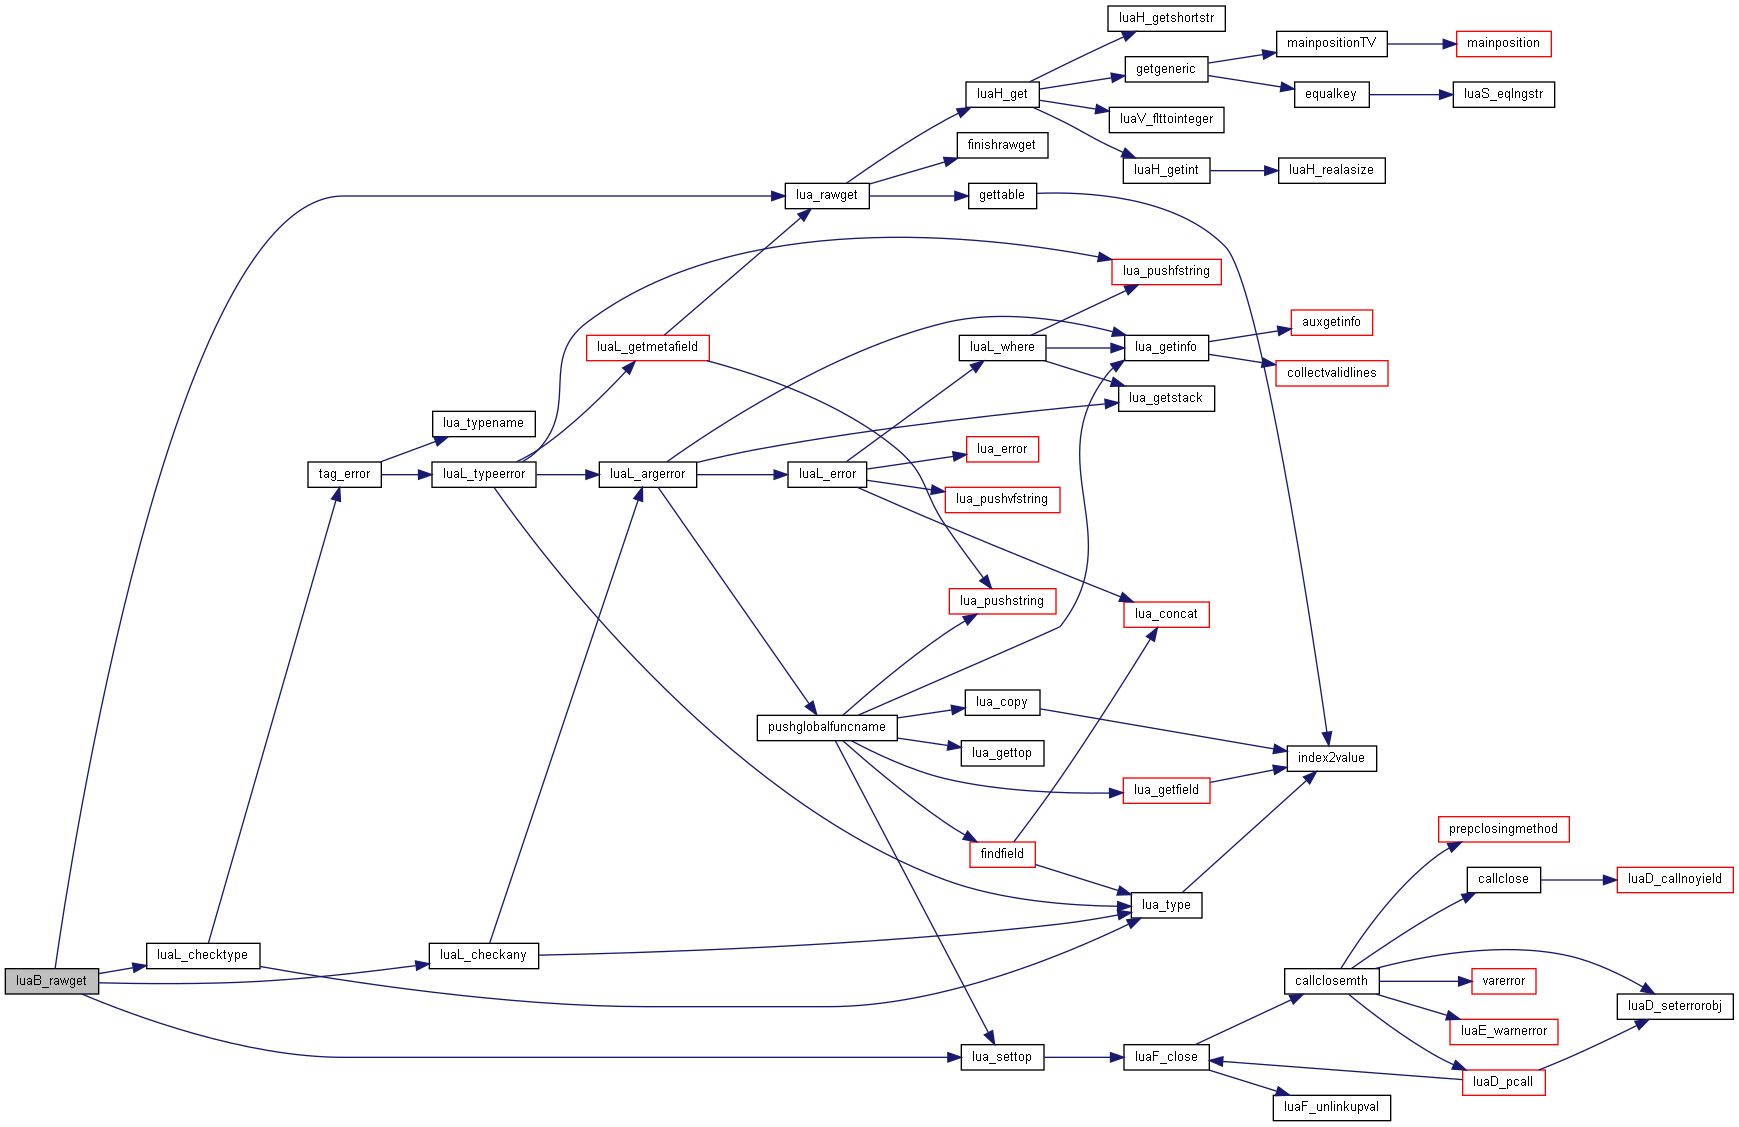 luaH_getshortstr
mainpositionTV
mainposition
getgeneric
luaH_get
equalkey
luaS_eqlngstr
luaV_flttointeger
finishrawget
luaH_getint
luaH_realasize
lua_rawget
gettable
lua_pushfstring
auxgetinfo
luaL_getmetafield
luaL_where
lua_getinfo
collectvalidlines
lua_getstack
lua_typename
lua_error
tag_error
luaL_typeerror
luaL_argerror
luaL_error
lua_pushvfstring
lua_pushstring
lua_concat
lua_copy
pushglobalfuncname
lua_gettop
index2value
lua_getfield
prepclosingmethod
findfield
callclose
luaD_callnoyield
lua_type
luaL_checktype
luaL_checkany
luaB_rawget
callclosemth
varerror
luaD_seterrorobj
luaE_warnerror
lua_settop
luaF_close
luaD_pcall
luaF_unlinkupval